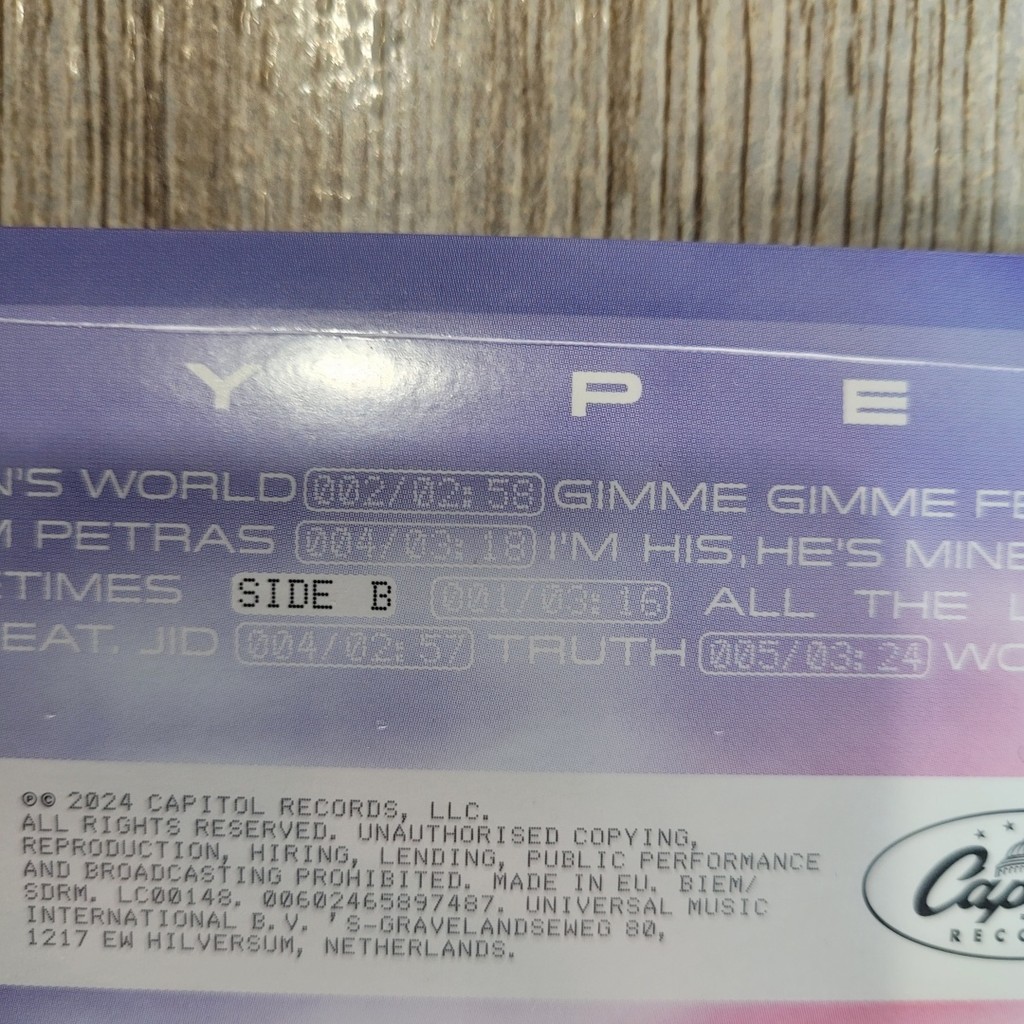 Y P E
N'S WORLD 002/02:58 GIMME GIMME FE
M PETRAS 004/03:18 I'M HIS, HE'S MINE
ETIMES SIDE B 001/03:16 ALL THE L
EAT. JID 004/02:57 TRUTH 005/03:24 WO
℗© 2024 CAPITOL RECORDS, LLC.
ALL RIGHTS RESERVED. UNAUTHORISED COPYING,
REPRODUCTION, HIRING, LENDING, PUBLIC PERFORMANCE
AND BROADCASTING PROHIBITED. MADE IN EU. BIEM/
SDRM. LC00148. 00602465897487. UNIVERSAL MUSIC
INTERNATIONAL B.V. 'S-GRAVELANDSEWEG 80,
1217 EW HILVERSUM, NETHERLANDS.
Cap
RECO